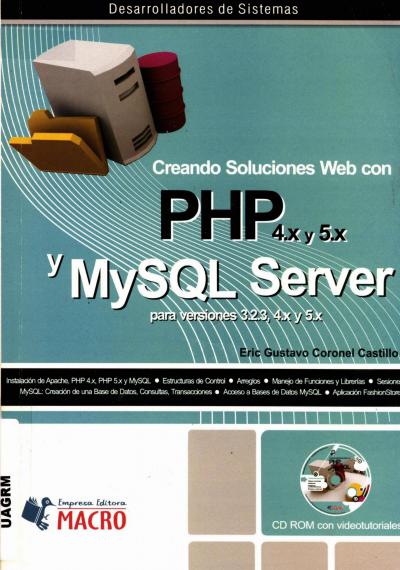 Desarrolladores de Sistemas
Creando Soluciones Web con
PHP 4.x y 5.x
y MySQL Server
para versiones 3.2.3, 4.x y 5.x
Eric Gustavo Coronel Castillo
Instalación de Apache, PHP 4.x, PHP 5.x y MySQL • Estructuras de Control • Arreglos • Manejo de Funciones y Librerías • Sesiones
MySQL: Creación de una Base de Datos, Consultas, Transacciones • Acceso a Bases de Datos MySQL • Aplicación FashionStore
UAGRM
Empresa Editora
MACRO
CD ROM con videotutoriales